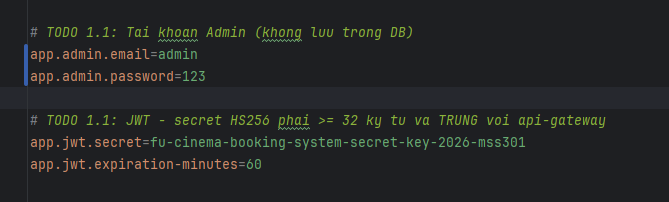 # TODO 1.1: Tai khoan Admin (khong luu trong DB)
app.admin.email=admin
app.admin.password=123
# TODO 1.1: JWT - secret HS256 phai >= 32 ky tu va TRUNG voi api-gateway
app.jwt.secret=fu-cinema-booking-system-secret-key-2026-mss301
app.jwt.expiration-minutes=60